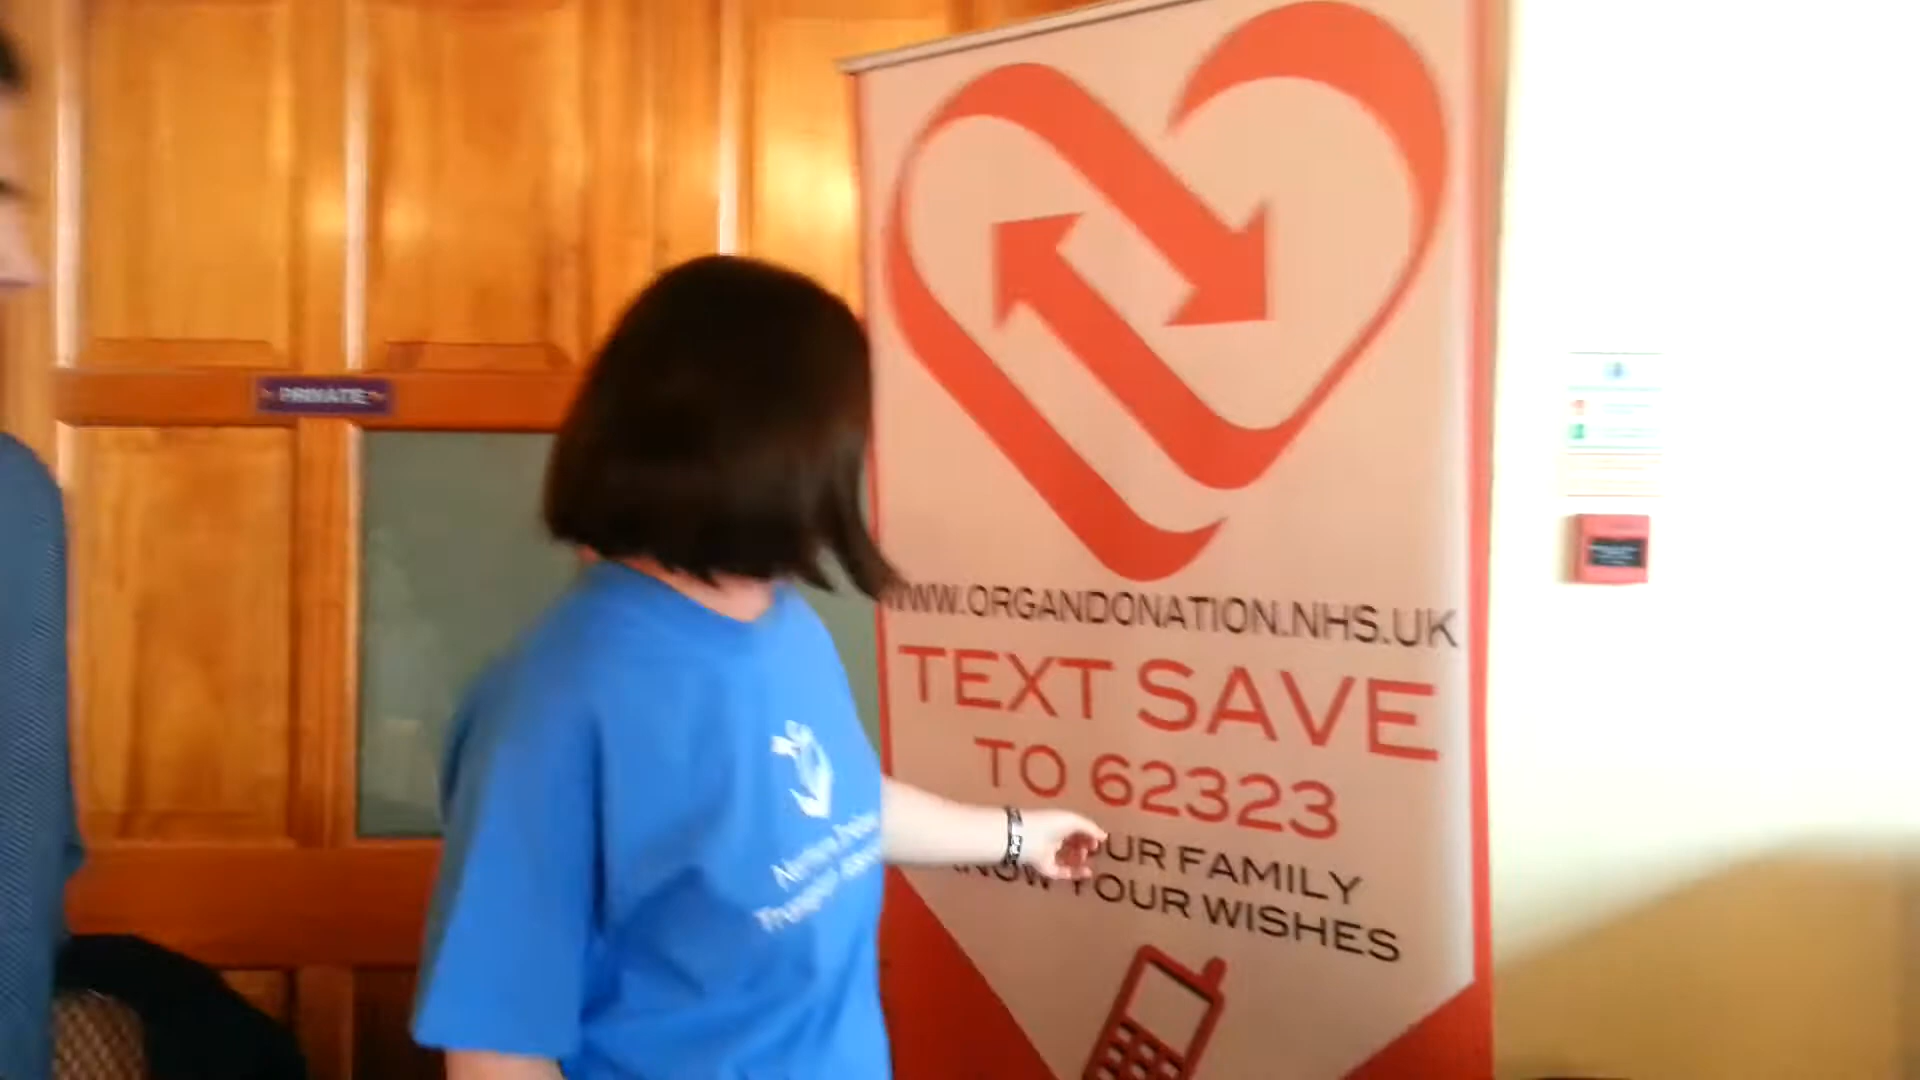 PRIVATE
WWW.ORGANDONATION.NHS.UK
TEXT SAVE
TO 62323
FAMILY
YOUR WISHES